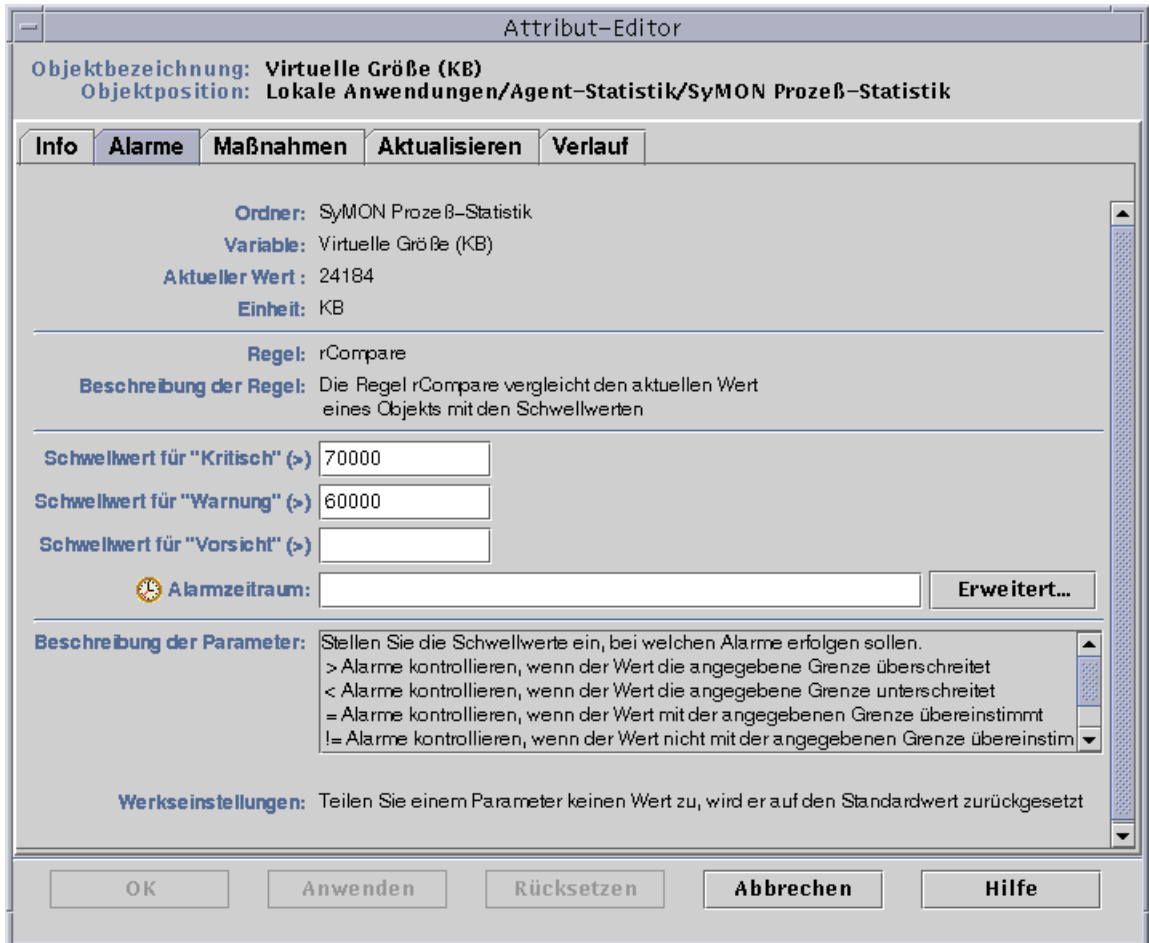 Attribut–Editor
Objektbezeichnung: Virtuelle Größe (KB)
Objektposition: Lokale Anwendungen/Agent–Statistik/SyMON Prozeß–Statistik
Info Alarme Maßnahmen Aktualisieren Verlauf
Ordner: SyMON Prozeß–Statistik
Variable: Virtuelle Größe (KB)
Aktueller Wert : 24184
Einheit: KB
Regel: rCompare
Beschreibung der Regel: Die Regel rCompare vergleicht den aktuellen Wert
eines Objekts mit den Schwellwerten
Schwellwert für "Kritisch" (>) 70000
Schwellwert für "Warnung" (>) 60000
Schwellwert für "Vorsicht" (>)
Alarmzeitraum: Erweitert...
Beschreibung der Parameter: Stellen Sie die Schwellwerte ein, bei welchen Alarme erfolgen sollen.
> Alarme kontrollieren, wenn der Wert die angegebene Grenze überschreitet
< Alarme kontrollieren, wenn der Wert die angegebene Grenze unterschreitet
= Alarme kontrollieren, wenn der Wert mit der angegebenen Grenze übereinstimmt
!= Alarme kontrollieren, wenn der Wert nicht mit der angegebenen Grenze übereinstim
Werkseinstellungen: Teilen Sie einem Parameter keinen Wert zu, wird er auf den Standardwert zurückgesetzt
OK Anwenden Rücksetzen Abbrechen Hilfe